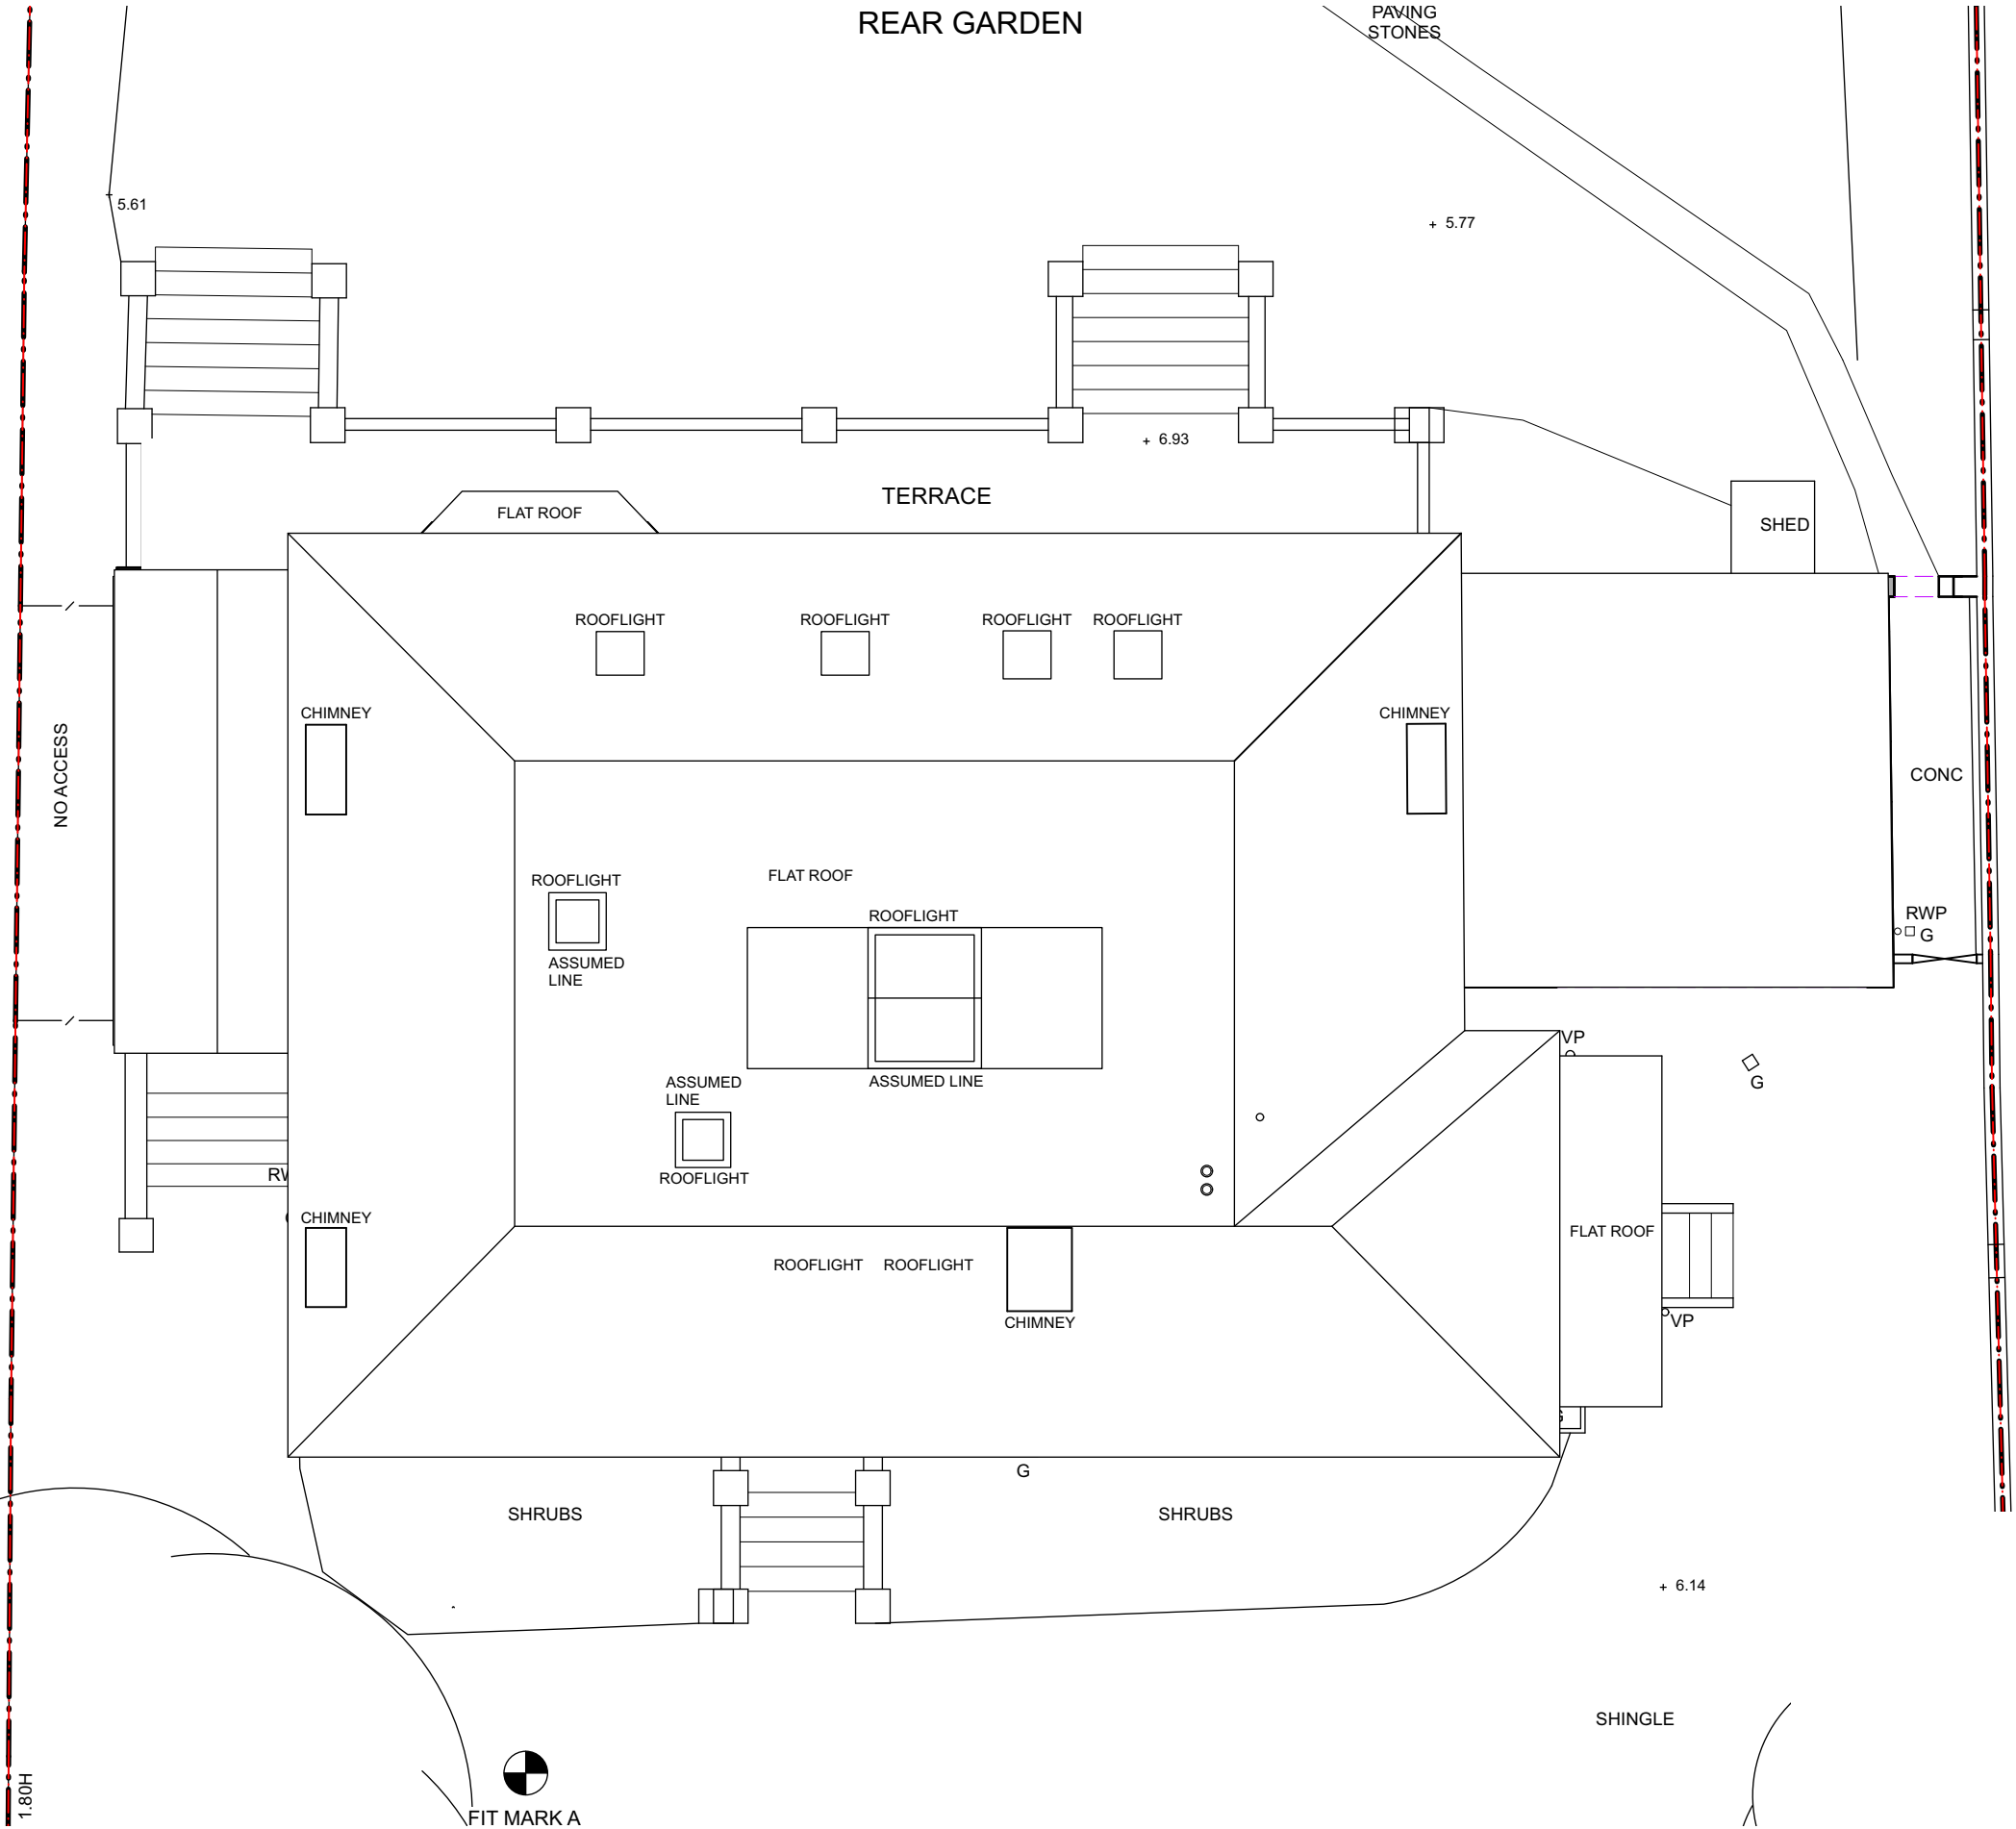 REAR GARDEN
PAVING
STONES
5.61
5.77
6.93
TERRACE
FLAT ROOF
SHED
ROOFLIGHT
ROOFLIGHT
ROOFLIGHT
ROOFLIGHT
CHIMNEY
CHIMNEY
NO ACCESS
CONC
FLAT ROOF
ROOFLIGHT
ROOFLIGHT
RWP
G
ASSUMED
LINE
VP
ASSUMED
LINE
ASSUMED LINE
G
ROOFLIGHT
CHIMNEY
FLAT ROOF
ROOFLIGHT
ROOFLIGHT
CHIMNEY
VP
G
SHRUBS
SHRUBS
6.14
SHINGLE
1.80H
FIT MARK A